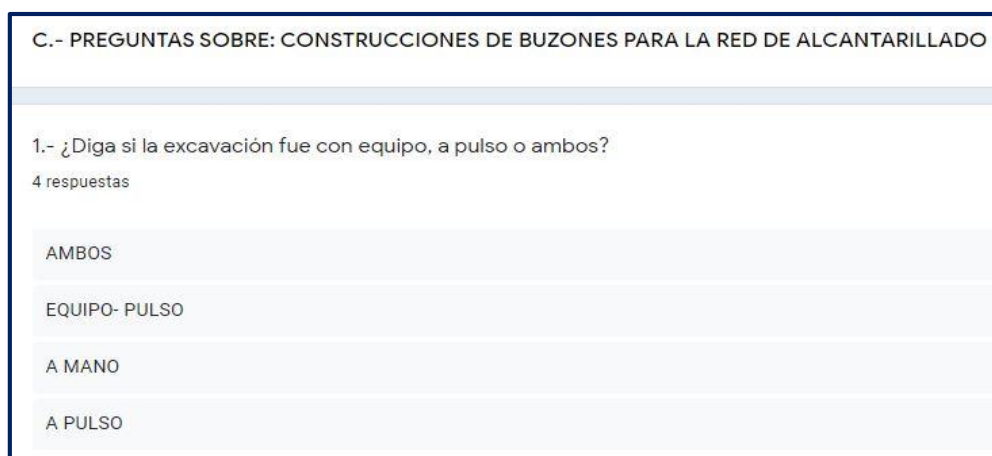 C.- PREGUNTAS SOBRE: CONSTRUCCIONES DE BUZONES PARA LA RED DE ALCANTARILLADO
1.- ¿Diga si la excavación fue con equipo, a pulso o ambos?
4 respuestas
AMBOS
EQUIPO- PULSO
A MANO
A PULSO